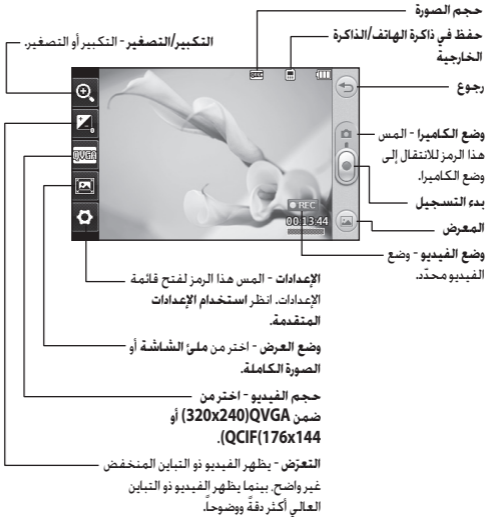 حجم الصورة
حفظ في ذاكرة الهاتف/الذاكرة
الخارجية
رجوع
وضع الكاميرا - المس
هذا الرمز للانتقال إلى
وضع الكاميرا.
بدء التسجيل
المعرض
وضع الفيديو - وضع
الفيديو محدّد.
التكبير/التصغير - التكبير أو التصغير.
QVGA
REC
00:13:44
الإعدادات - المس هذا الرمز لفتح قائمة
الإعدادات. انظر استخدام الإعدادات
المتقدمة.
وضع العرض - اختر من ملئ الشاشة أو
الصورة الكاملة.
حجم الفيديو - اختر من
ضمن QVGA(320x240) أو
QCIF(176x144).
التعرّض - يظهر الفيديو ذو التباين المنخفض
غير واضح. بينما يظهر الفيديو ذو التباين
العالي أكثر دقةً ووضوحاً.